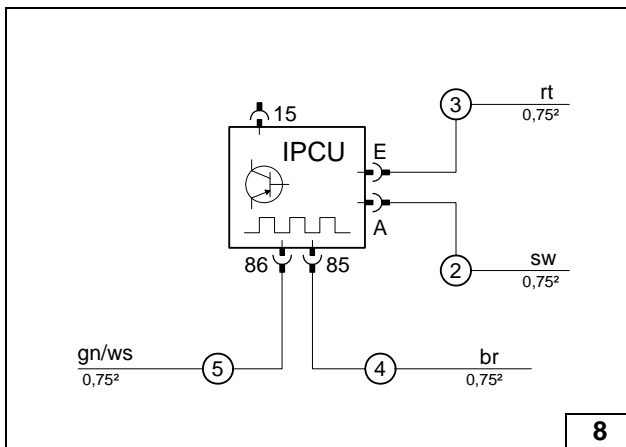 3 rt
0,75²
15
IPCU E
A
2 sw
0,75²
86 85
gn/ws 5 4 br
0,75² 0,75²
8